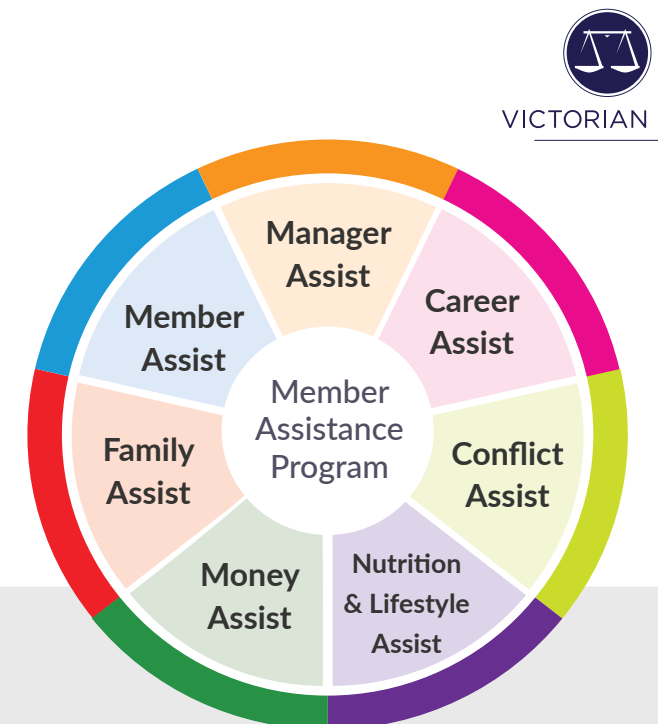 VICTORIAN
Manager
Assist
Career
Assist
Member
Assist
Member
Assistance
Program
Family
Assist
Conflict
Assist
Money
Assist
Nutrition
& Lifestyle
Assist